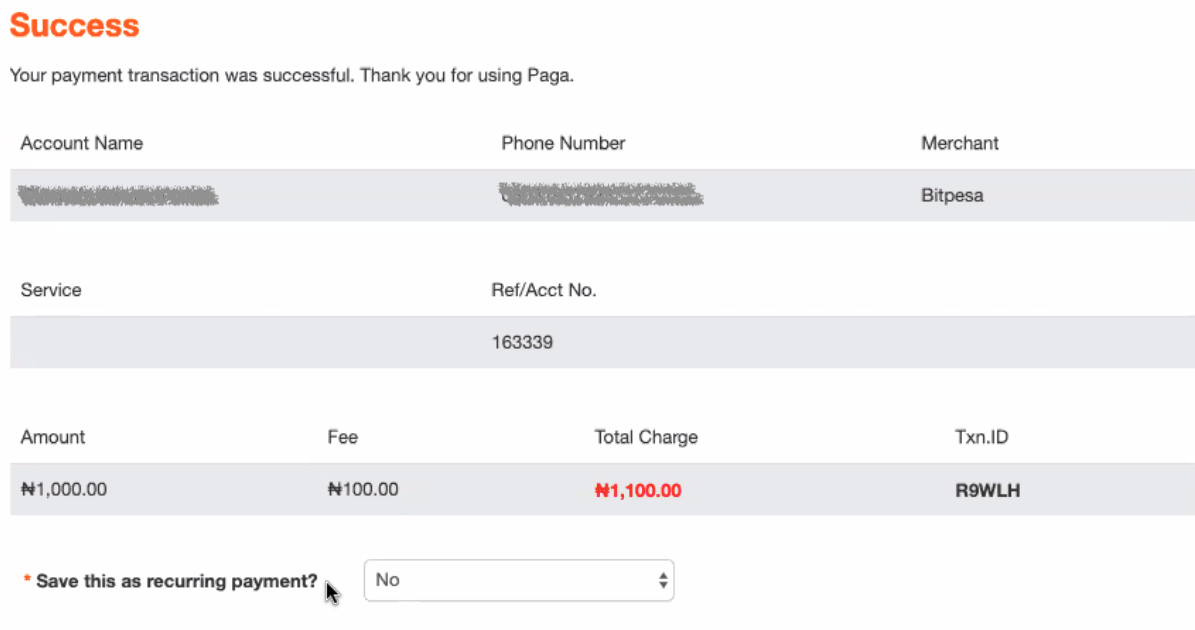 Success
Your payment transaction was successful. Thank you for using Paga.
Account Name Phone Number Merchant
Bitpesa
Service Ref/Acct No.
163339
Amount Fee Total Charge Txn.ID
₦1,000.00 ₦100.00 ₦1,100.00 R9WLH
* Save this as recurring payment? No